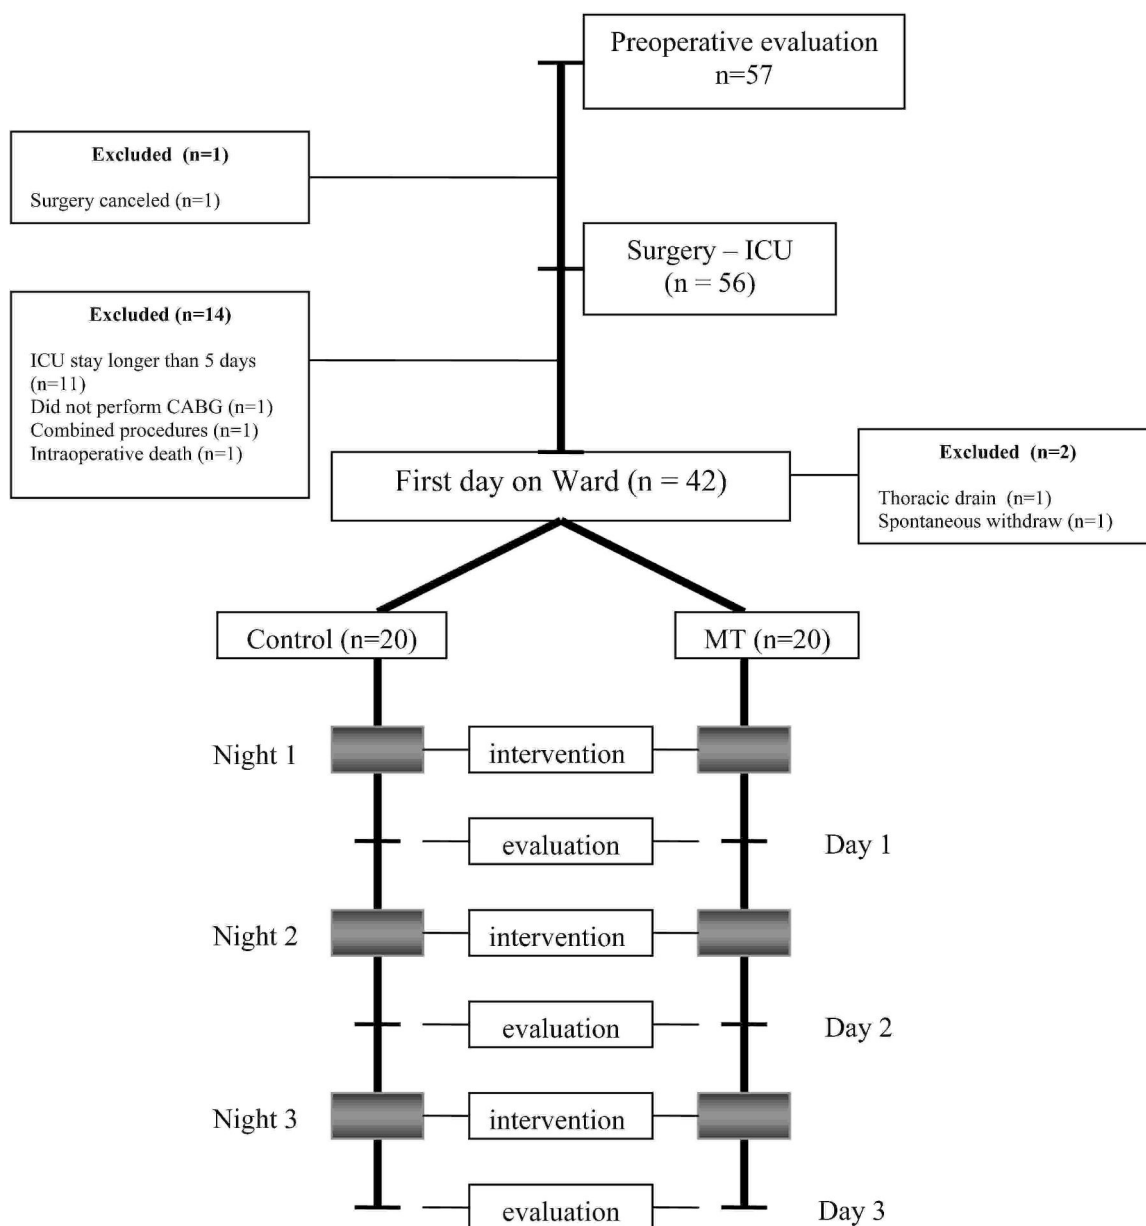 Preoperative evaluation
n=57
Excluded (n=1)
Surgery canceled (n=1)
Surgery – ICU
(n = 56)
Excluded (n=14)
ICU stay longer than 5 days
(n=11)
Did not perform CABG (n=1)
Combined procedures (n=1)
Intraoperative death (n=1)
First day on Ward (n = 42)
Excluded (n=2)
Thoracic drain (n=1)
Spontaneous withdraw (n=1)
Control (n=20)
MT (n=20)
Night 1
intervention
evaluation
Day 1
Night 2
intervention
evaluation
Day 2
Night 3
intervention
evaluation
Day 3